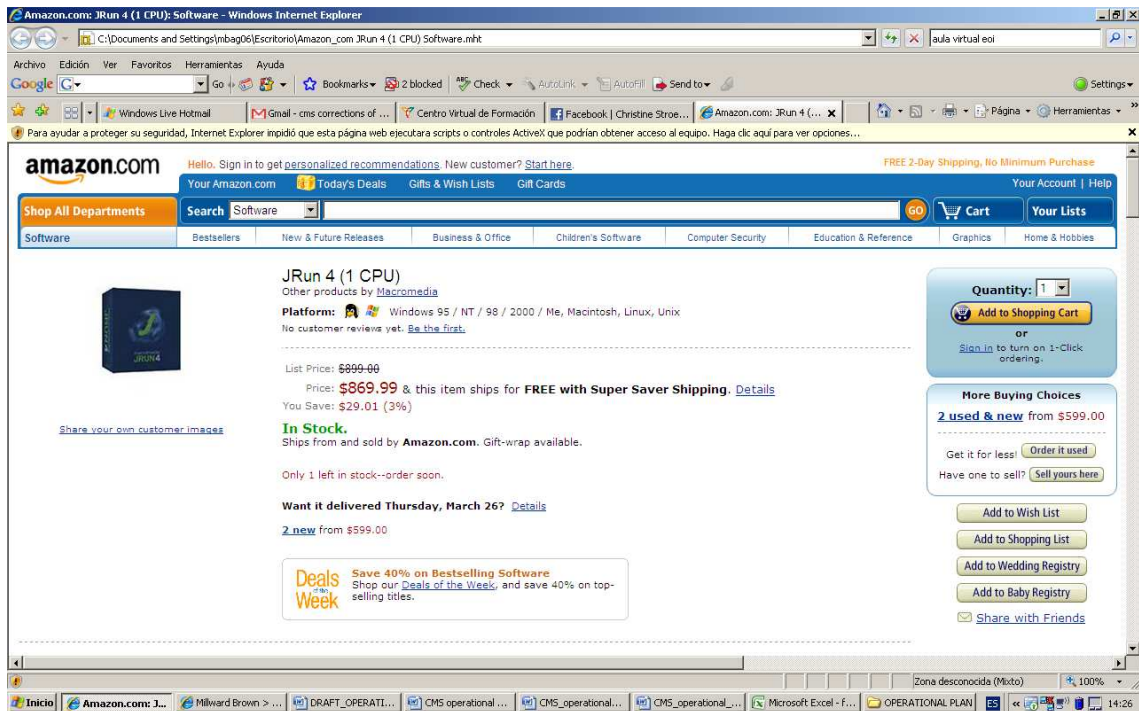 Amazon.com: JRun 4 (1 CPU): Software - Windows Internet Explorer
C:\Documents and Settings\mbag06\Escritorio\Amazon_com JRun 4 (1 CPU) Software.mht
aula virtual eoi
Archivo Edición Ver Favoritos Herramientas Ayuda
Google G Go Bookmarks 2 blocked Check AutoLink AutoFill Send to Settings
Windows Live Hotmail Gmail - cms corrections of ... Centro Virtual de Formación Facebook | Christine Stroe... Amazon.com: JRun 4 (... Página Herramientas
Para ayudar a proteger su seguridad, Internet Explorer impidió que esta página web ejecutara scripts o controles ActiveX que podrían obtener acceso al equipo. Haga clic aquí para ver opciones...
amazon.com
Hello. Sign in to get personalized recommendations. New customer? Start here.
FREE 2-Day Shipping, No Minimum Purchase
Your Amazon.com Today's Deals Gifts & Wish Lists Gift Cards
Your Account | Help
Shop All Departments
Search Software GO
Cart
Your Lists
Software Bestsellers New & Future Releases Business & Office Children's Software Computer Security Education & Reference Graphics Home & Hobbies
JRUN4
Share your own customer images
JRun 4 (1 CPU)
Other products by Macromedia
Platform: Windows 95 / NT / 98 / 2000 / Me, Macintosh, Linux, Unix
No customer reviews yet. Be the first.
List Price: $899.00
Price: $869.99 & this item ships for FREE with Super Saver Shipping. Details
You Save: $29.01 (3%)
In Stock.
Ships from and sold by Amazon.com. Gift-wrap available.
Only 1 left in stock--order soon.
Want it delivered Thursday, March 26? Details
2 new from $599.00
Deals of the Week
Save 40% on Bestselling Software
Shop our Deals of the Week, and save 40% on top-
selling titles.
Quantity: 1
Add to Shopping Cart
or
Sign in to turn on 1-Click
ordering.
More Buying Choices
2 used & new from $599.00
Get it for less! Order it used
Have one to sell? Sell yours here
Add to Wish List
Add to Shopping List
Add to Wedding Registry
Add to Baby Registry
Share with Friends
Zona desconocida (Mixto) 100%
Inicio Amazon.com: J... Millward Brown > ... DRAFT_OPERATI... CMS operational ... CMS_operational... CMS_operational_... Microsoft Excel - f... OPERATIONAL PLAN ES 14:26